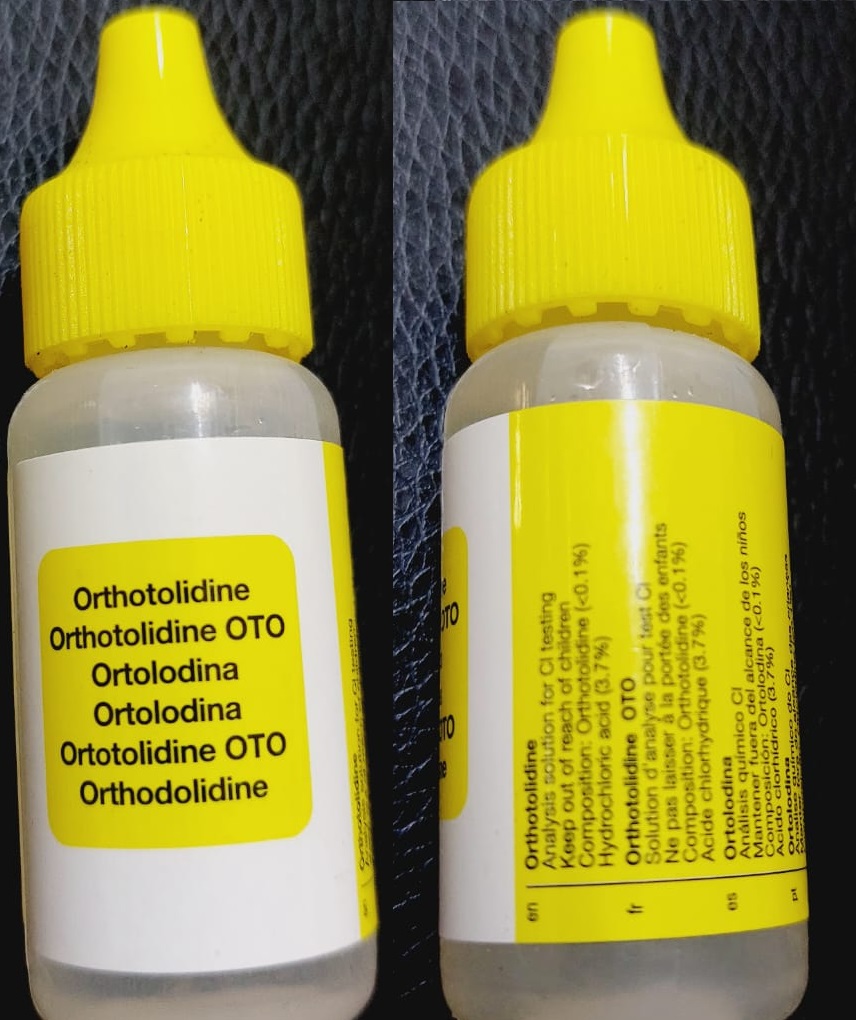 Orthotolidine
Orthotolidine OTO
Ortolodina
Ortolodina
Ortotolidine OTO
Orthodolidine
en
Orthotolidine
Analysis solution for Cl testing
Keep out of reach of children
Composition: Orthotolidine (<0.1%)
Hydrochloric acid (3.7%)
fr
Orthotolidine OTO
Solution d'analyse pour test Cl
Ne pas laisser à la portée des enfants
Composition: Orthotolidine (<0.1%)
Acide chlorhydrique (3.7%)
es
Ortolodina
Análisis químico Cl
Mantener fuera del alcance de los niños
Composición: Ortolodina (<0.1%)
Acido clorhídrico (3.7%)
pt
Ortolodina